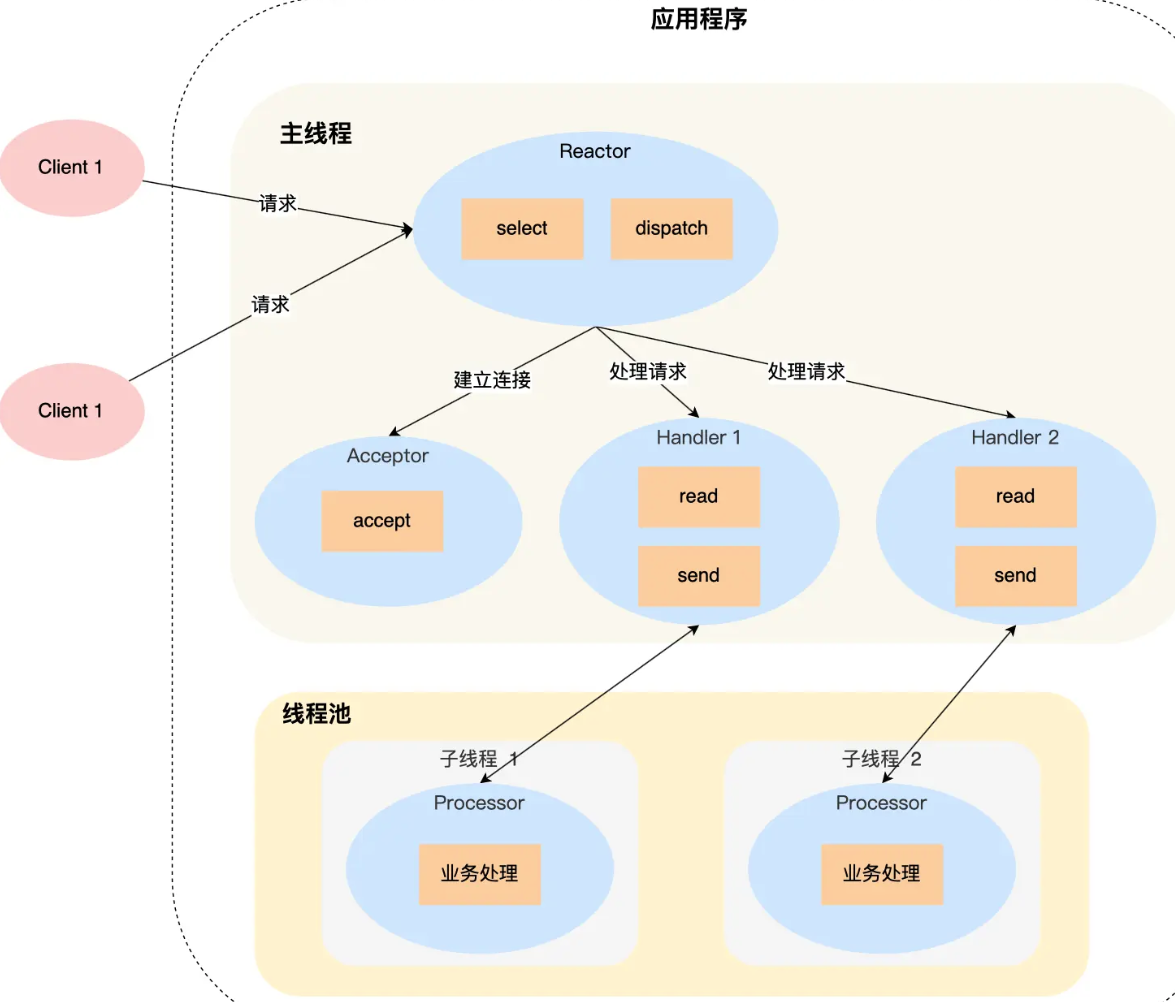 应用程序
主线程
Reactor
Client 1
select
dispatch
请求
请求
建立连接
处理请求
处理请求
Client 1
Handler 1
Handler 2
Acceptor
read
read
accept
send
send
线程池
子线程 1
子线程 2
Processor
Processor
业务处理
业务处理